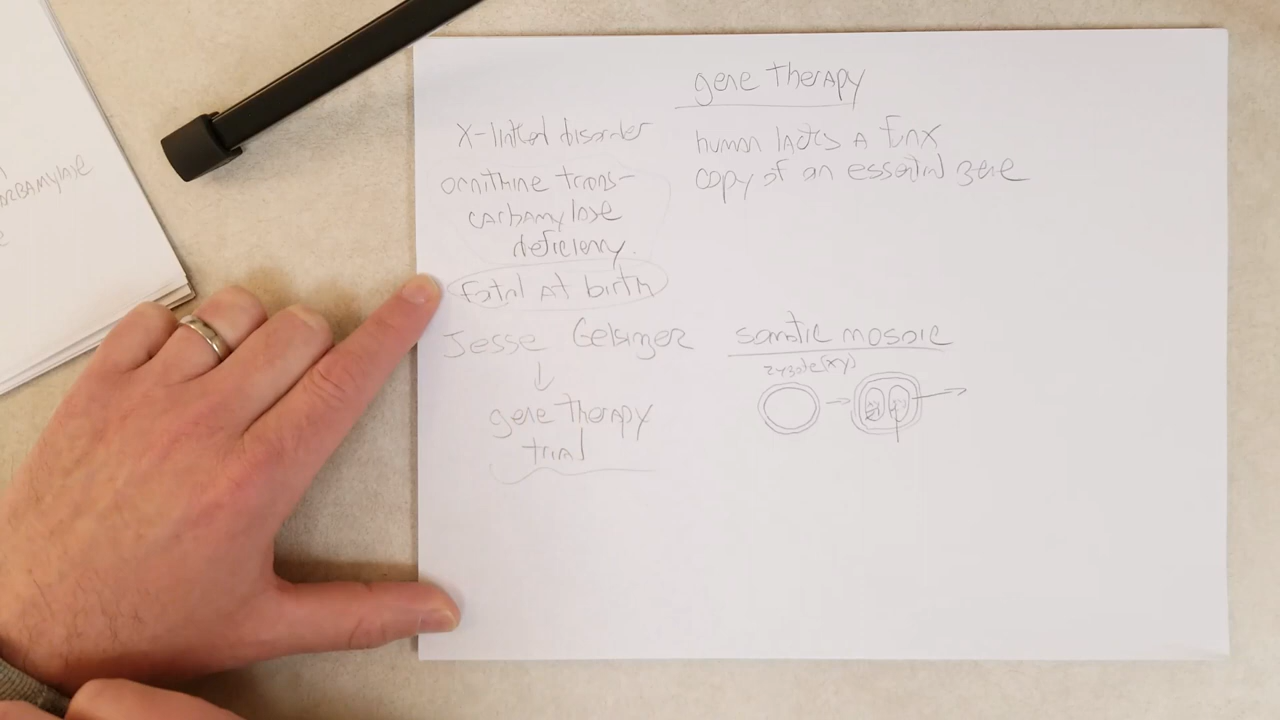 gene therapy
X-linked disorder
ornithine trans-
carbamylase
deficiency.
fatal at birth
Jesse Gelsinger
gene therapy
trial
human lacks a fnx
copy of an essential gene
somatic mosaic
zygote (xy)